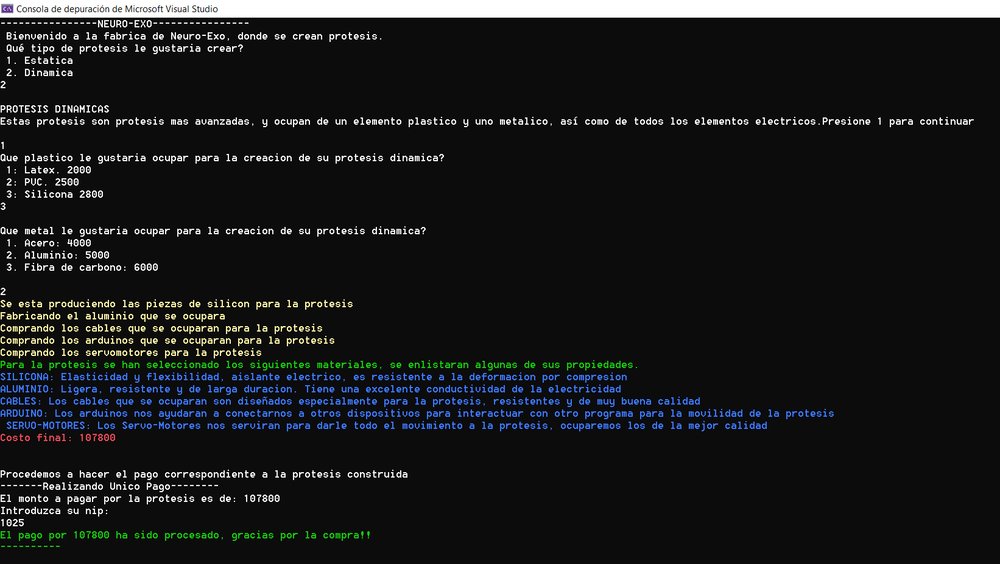 Consola de depuración de Microsoft Visual Studio
----------------NEURO-EXO----------------
Bienvenido a la fabrica de Neuro-Exo, donde se crean protesis.
Qué tipo de protesis le gustaria crear?
1. Estatica
2. Dinamica
2
PROTESIS DINAMICAS
Estas protesis son protesis mas avanzadas, y ocupan de un elemento plastico y uno metalico, así como de todos los elementos electricos.Presione 1 para continuar
1
Que plastico le gustaria ocupar para la creacion de su protesis dinamica?
1: Latex. 2000
2: PVC. 2500
3: Silicona 2800
3
Que metal le gustaria ocupar para la creacion de su protesis dinamica?
1. Acero: 4000
2. Aluminio: 5000
3. Fibra de carbono: 6000
2
Se esta produciendo las piezas de silicon para la protesis
Fabricando el aluminio que se ocupara
Comprando los cables que se ocuparan para la protesis
Comprando los arduinos que se ocuparan para la protesis
Comprando los servomotores para la protesis
Para la protesis se han seleccionado los siguientes materiales, se enlistaran algunas de sus propiedades.
SILICONA: Elasticidad y flexibilidad, aislante electrico, es resistente a la deformacion por compresion
ALUMINIO: Ligera, resistente y de larga duracion. Tiene una excelente conductividad de la electricidad
CABLES: Los cables que se ocuparan son diseñados especialmente para la protesis, resistentes y de muy buena calidad
ARDUINO: Los arduinos nos ayudaran a conectarnos a otros dispositivos para interactuar con otro programa para la movilidad de la protesis
SERVO-MOTORES: Los Servo-Motores nos serviran para darle todo el movimiento a la protesis, ocuparemos los de la mejor calidad
Costo final: 107800
Procedemos a hacer el pago correspondiente a la protesis construida
-------Realizando Unico Pago--------
El monto a pagar por la protesis es de: 107800
Introduzca su nip:
1025
El pago por 107800 ha sido procesado, gracias por la compra!!
----------